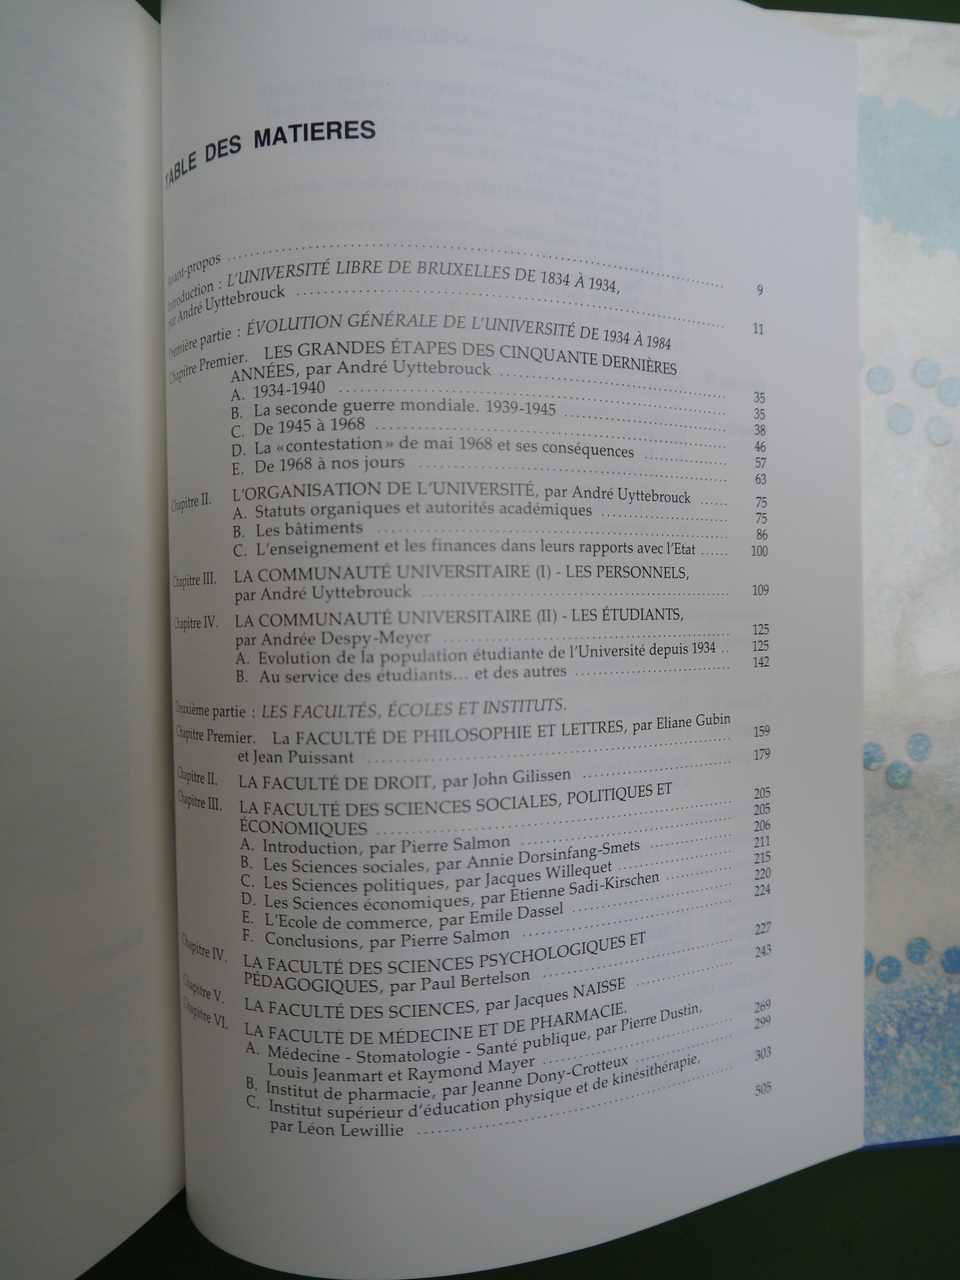 TABLE DES MATIERES
Avant-propos 9
Introduction : L'UNIVERSITÉ LIBRE DE BRUXELLES DE 1834 À 1934,
par André Uyttebrouck 11
Première partie : ÉVOLUTION GÉNÉRALE DE L'UNIVERSITÉ DE 1934 À 1984
Chapitre Premier. LES GRANDES ÉTAPES DES CINQUANTE DERNIÈRES
ANNÉES, par André Uyttebrouck 35
A. 1934-1940 35
B. La seconde guerre mondiale. 1939-1945 38
C. De 1945 à 1968 46
D. La «contestation» de mai 1968 et ses conséquences 57
E. De 1968 à nos jours 63
Chapitre II. L'ORGANISATION DE L'UNIVERSITÉ, par André Uyttebrouck 75
A. Statuts organiques et autorités académiques 75
B. Les bâtiments 86
C. L'enseignement et les finances dans leurs rapports avec l'Etat 100
Chapitre III. LA COMMUNAUTÉ UNIVERSITAIRE (I) - LES PERSONNELS,
par André Uyttebrouck 109
Chapitre IV. LA COMMUNAUTÉ UNIVERSITAIRE (II) - LES ÉTUDIANTS,
par Andrée Despy-Meyer 125
A. Evolution de la population étudiante de l'Université depuis 1934 125
B. Au service des étudiants... et des autres 142
Deuxième partie : LES FACULTÉS, ÉCOLES ET INSTITUTS.
Chapitre Premier. La FACULTÉ DE PHILOSOPHIE ET LETTRES, par Eliane Gubin
et Jean Puissant 159
Chapitre II. LA FACULTÉ DE DROIT, par John Gilissen 179
Chapitre III. LA FACULTÉ DES SCIENCES SOCIALES, POLITIQUES ET
ÉCONOMIQUES 205
A. Introduction, par Pierre Salmon 205
B. Les Sciences sociales, par Annie Dorsinfang-Smets 206
C. Les Sciences politiques, par Jacques Willequet 211
D. Les Sciences économiques, par Etienne Sadi-Kirschen 215
E. L'Ecole de commerce, par Emile Dassel 220
F. Conclusions, par Pierre Salmon 224
Chapitre IV. LA FACULTÉ DES SCIENCES PSYCHOLOGIQUES ET
PÉDAGOGIQUES, par Paul Bertelson 227
Chapitre V. LA FACULTÉ DES SCIENCES, par Jacques NAISSE 243
Chapitre VI. LA FACULTÉ DE MÉDECINE ET DE PHARMACIE.
A. Médecine - Stomatologie - Santé publique, par Pierre Dustin,
Louis Jeanmart et Raymond Mayer 269
B. Institut de pharmacie, par Jeanne Dony-Crotteux 299
C. Institut supérieur d'éducation physique et de kinésithérapie,
par Léon Lewillie 303
505